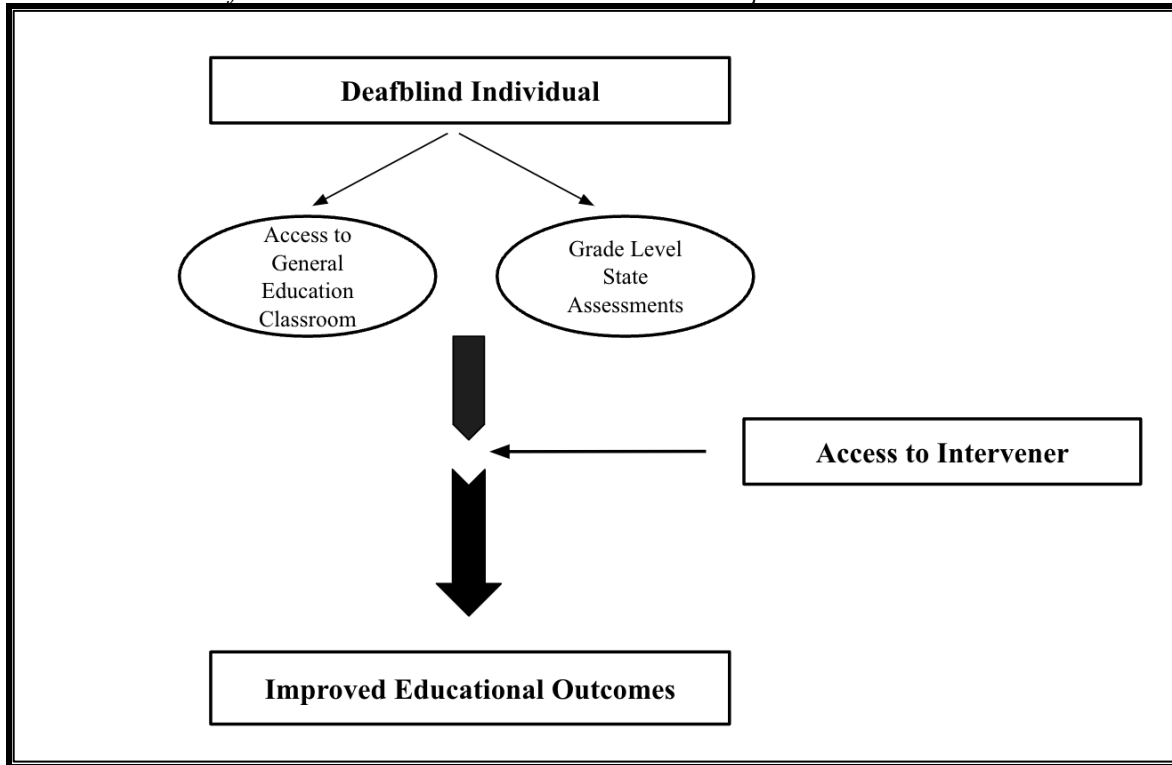 Deafblind Individual
Access to
General
Education
Classroom
Grade Level
State
Assessments
Access to Intervener
Improved Educational Outcomes